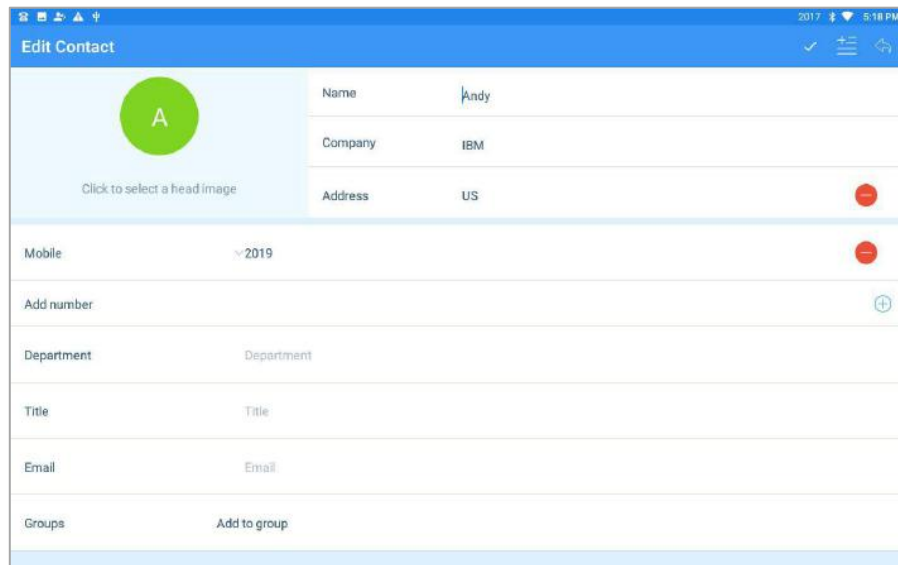 2017 5:18 PM
Edit Contact
A
Click to select a head image
Name Andy
Company IBM
Address US
Mobile 2019
Add number
Department Department
Title Title
Email Email
Groups Add to group